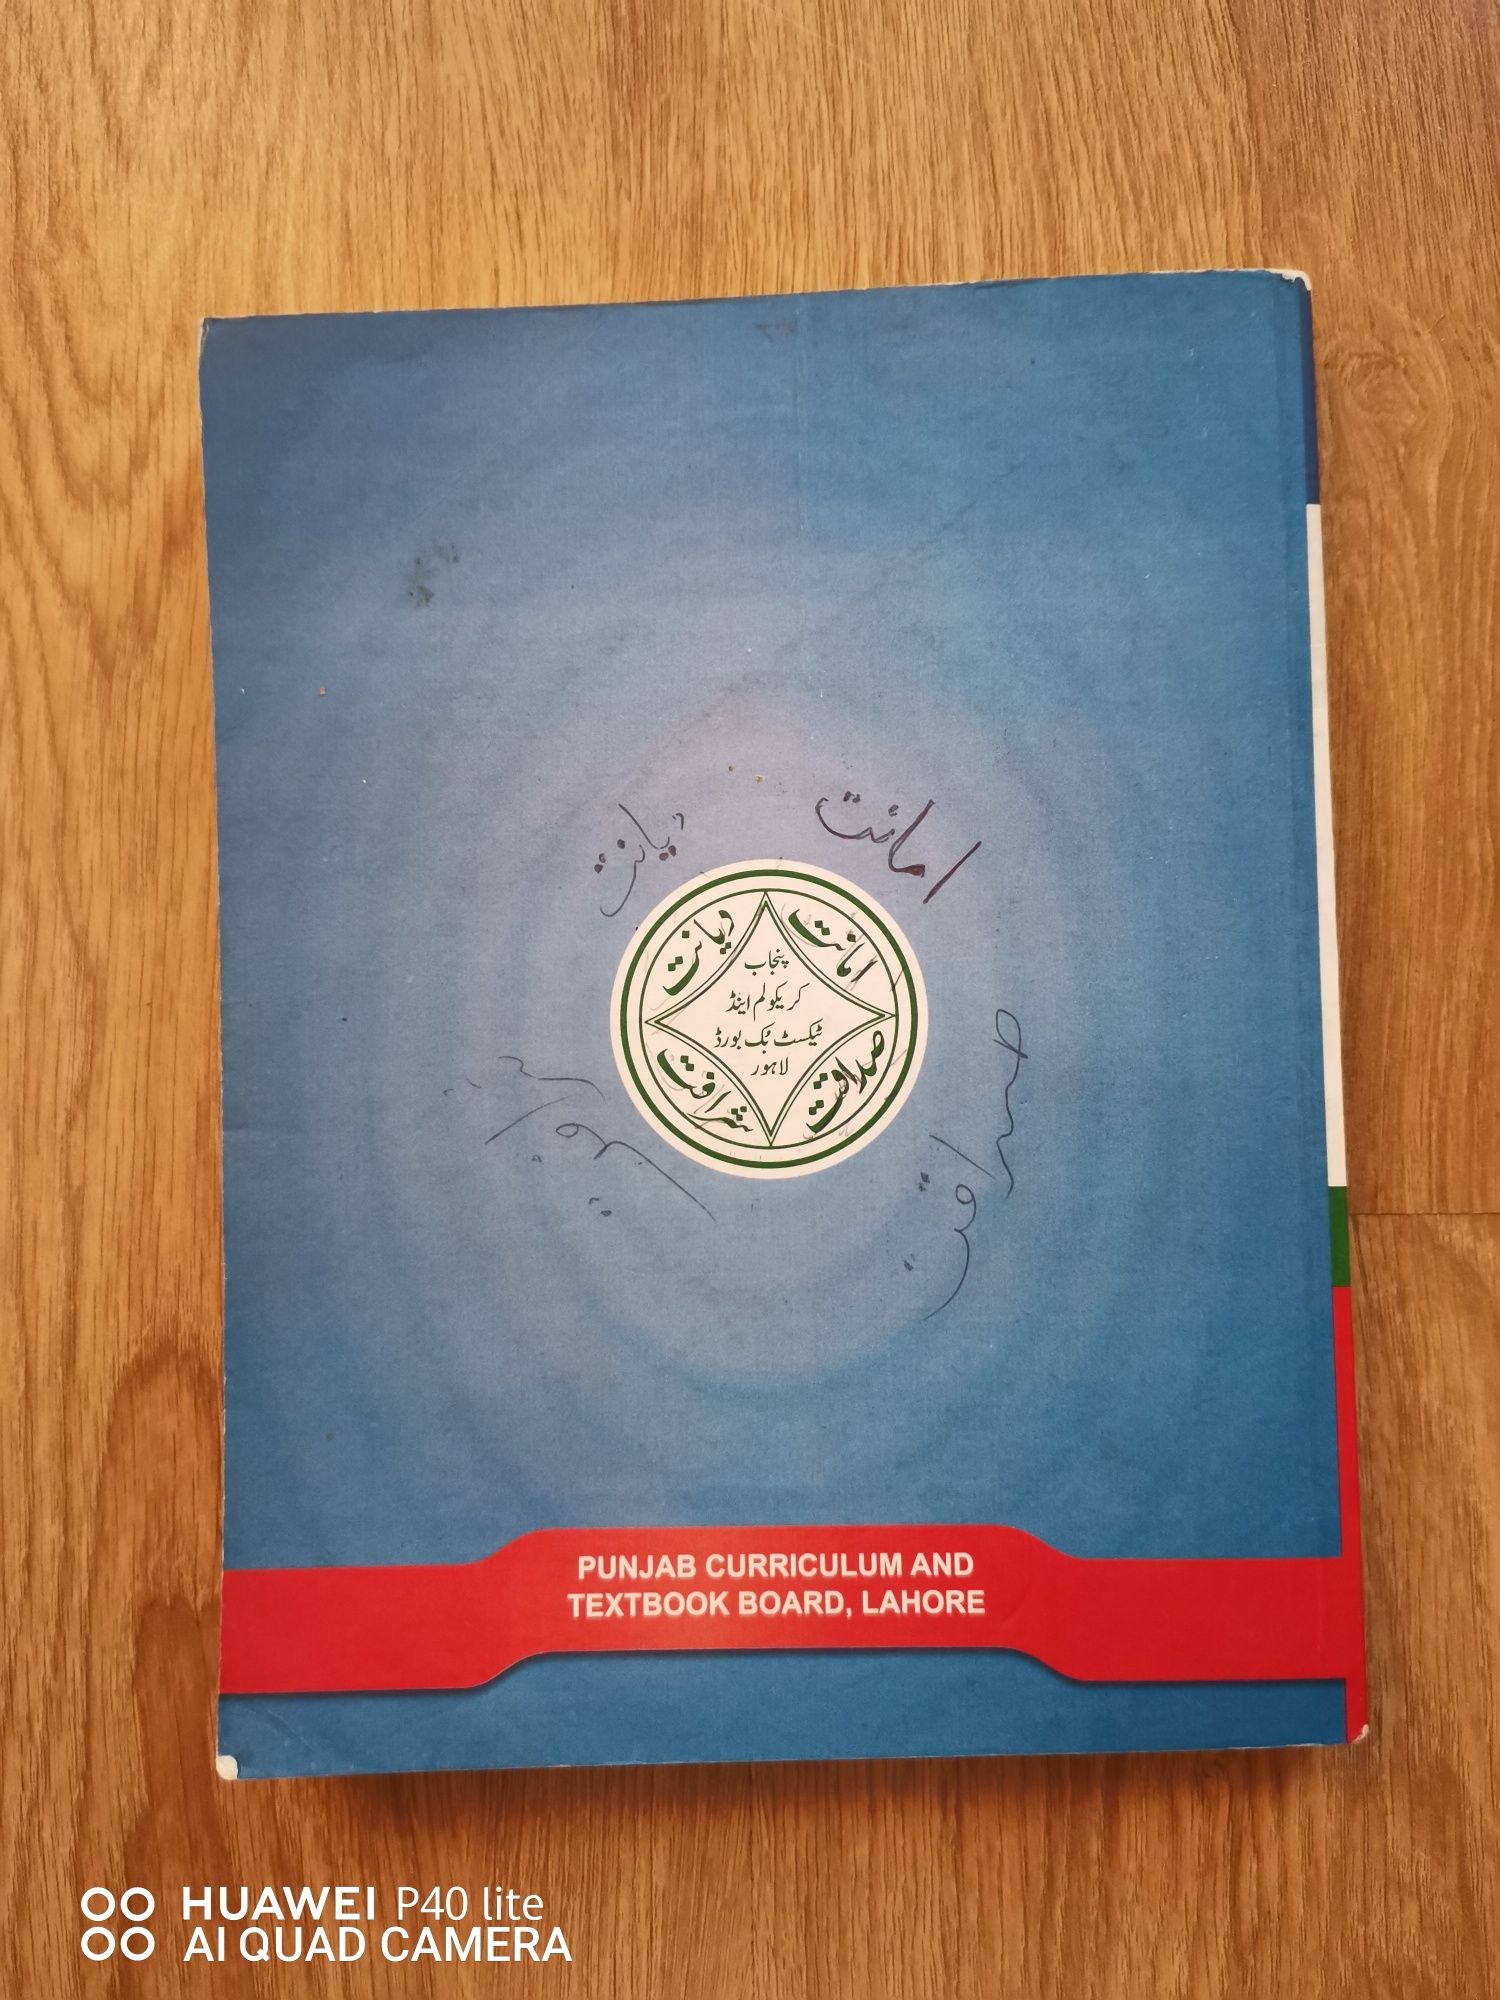 امانت
دیانت
امانت
دیانت
پنجاب
کریکولم اینڈ
ٹیکسٹ بک بورڈ
لاہور
صداقت
شرافت
صداقت
شرافت
PUNJAB CURRICULUM AND
TEXTBOOK BOARD, LAHORE
HUAWEI P40 lite
AI QUAD CAMERA